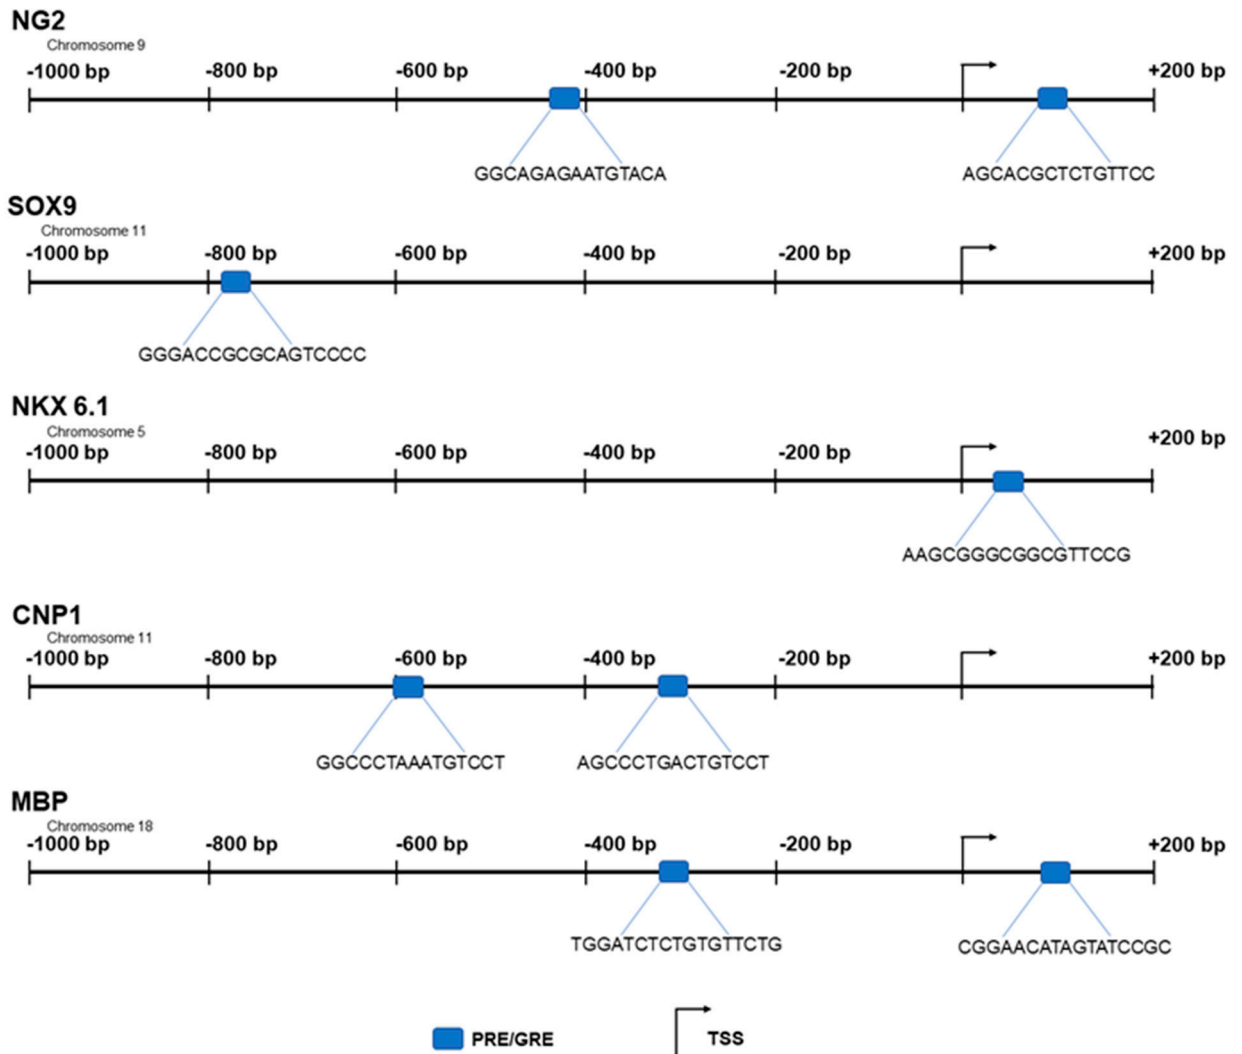 NG2
Chromosome 9
-1000 bp -800 bp -600 bp -400 bp -200 bp +200 bp
GGCAGAGAATGTACA AGCACGCTCTGTTCC
SOX9
Chromosome 11
-1000 bp -800 bp -600 bp -400 bp -200 bp +200 bp
GGGACCGCGCAGTCCCC
NKX 6.1
Chromosome 5
-1000 bp -800 bp -600 bp -400 bp -200 bp +200 bp
AAGCGGGCGGCGTTCCG
CNP1
Chromosome 11
-1000 bp -800 bp -600 bp -400 bp -200 bp +200 bp
GGCCCTAAATGTCCT AGCCCTGACTGTCCT
MBP
Chromosome 18
-1000 bp -800 bp -600 bp -400 bp -200 bp +200 bp
TGGATCTCTGTGTTCTG CGGAACATAGTATCCGC
PRE/GRE TSS